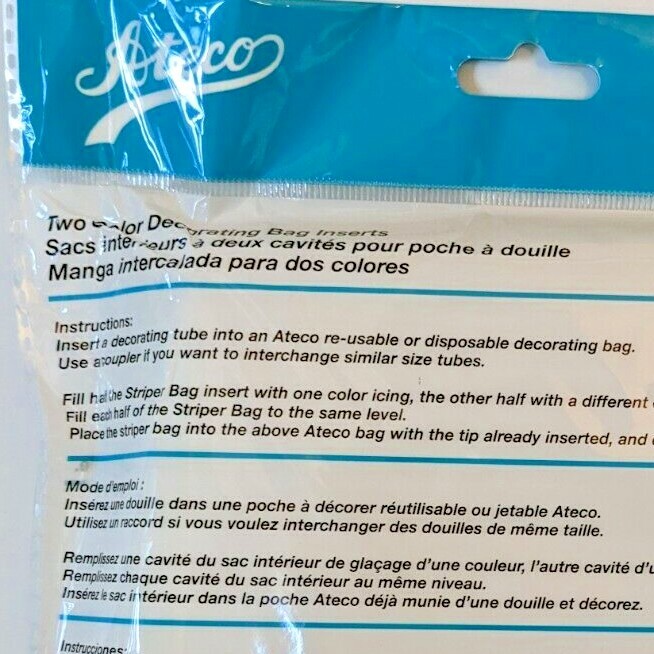 Ateco
Two Color Decorating Bag Inserts
Sacs interieurs à deux cavités pour poche à douille
Manga intercalada para dos colores
Instructions:
Insert a decorating tube into an Ateco re-usable or disposable decorating bag.
Use a coupler if you want to interchange similar size tubes.
Fill half the Striper Bag insert with one color icing, the other half with a different
Fill each half of the Striper Bag to the same level.
Place the striper bag into the above Ateco bag with the tip already inserted, and
Mode d'emploi :
Insérez une douille dans une poche à décorer réutilisable ou jetable Ateco.
Utilisez un raccord si vous voulez interchanger des douilles de même taille.
Remplissez une cavité du sac intérieur de glaçage d'une couleur, l'autre cavité d'u
Remplissez chaque cavité du sac intérieur au même niveau.
Insérez le sac intérieur dans la poche Ateco déjà munie d'une douille et décorez.
Instrucciones: